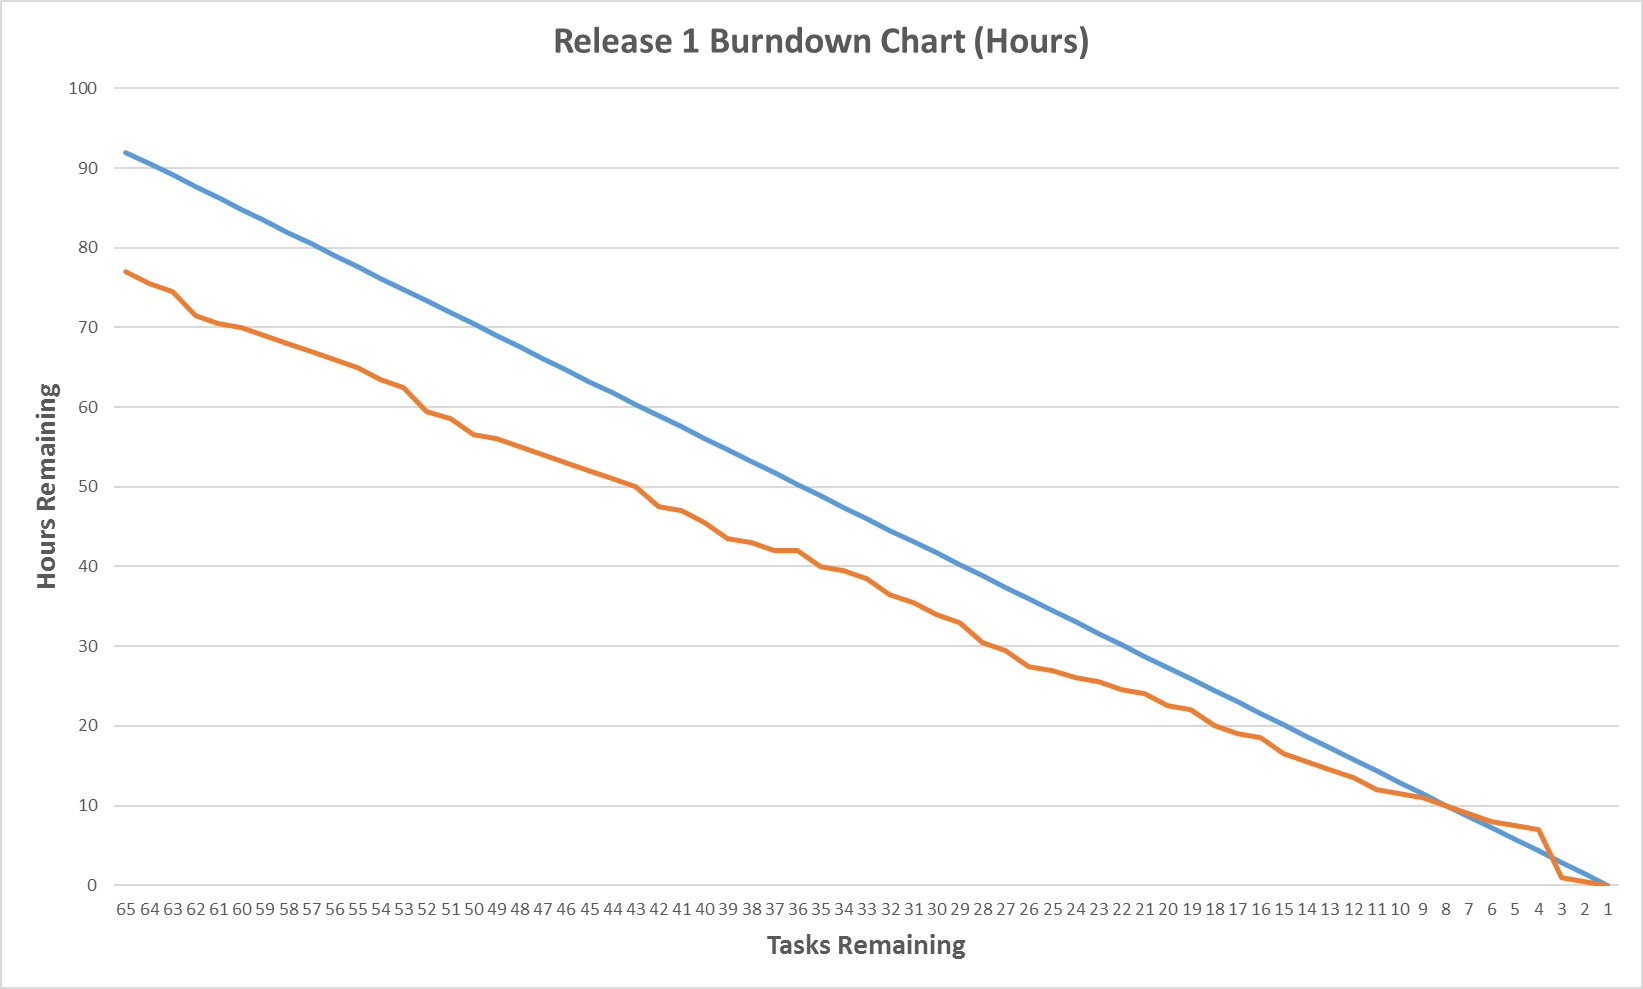 Release 1 Burndown Chart (Hours)
100
90
80
70
60
50
40
30
20
10
0
Hours Remaining
65 64 63 62 61 60 59 58 57 56 55 54 53 52 51 50 49 48 47 46 45 44 43 42 41 40 39 38 37 36 35 34 33 32 31 30 29 28 27 26 25 24 23 22 21 20 19 18 17 16 15 14 13 12 11 10 9 8 7 6 5 4 3 2 1
Tasks Remaining